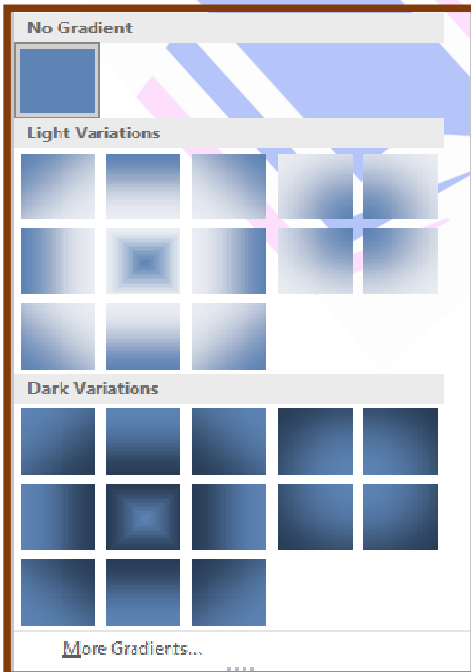 No Gradient
Light Variations
Dark Variations
More Gradients...